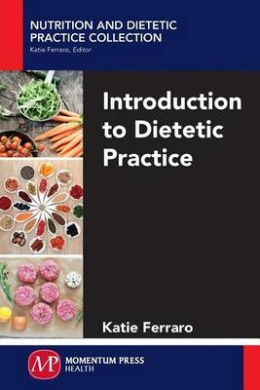 NUTRITION AND DIETETIC
PRACTICE COLLECTION
Katie Ferraro, Editor
Introduction
to Dietetic
Practice
Katie Ferraro
MOMENTUM PRESS
HEALTH